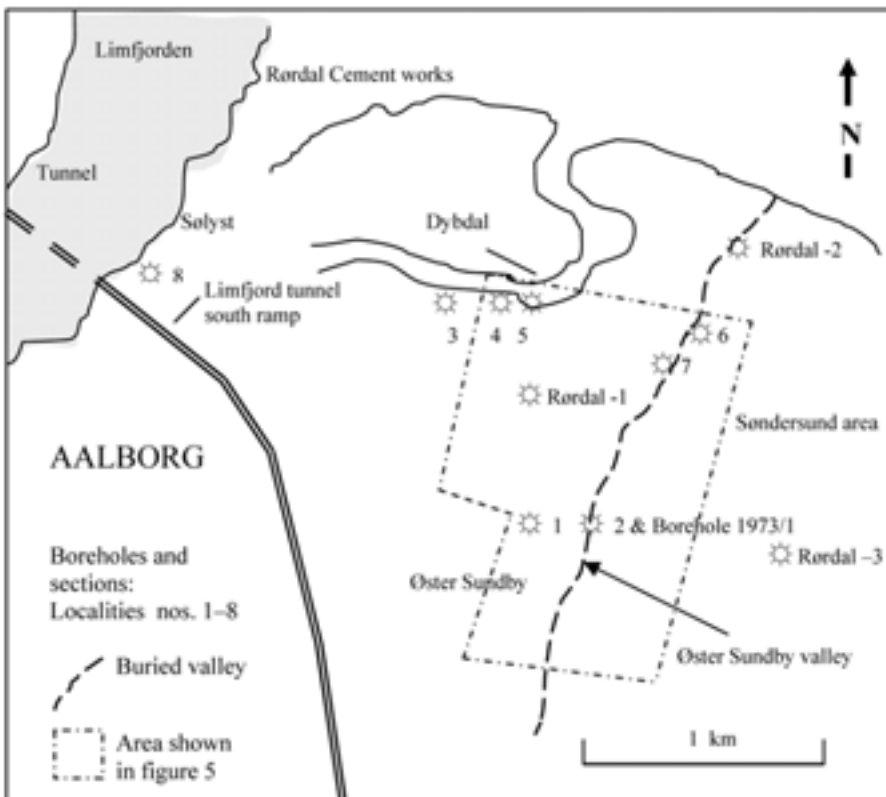 Limfjorden
Rørdal Cement works
N
Tunnel
Sølyst
Dybdal
Rørdal -2
8
Limfjord tunnel
south ramp
3
4
5
6
7
Rørdal -1
Søndersund area
AALBORG
1
2 & Borehole 1973/1
Rørdal –3
Boreholes and
sections:
Localities nos. 1–8
Øster Sundby
Øster Sundby valley
Buried valley
Area shown
in figure 5
1 km